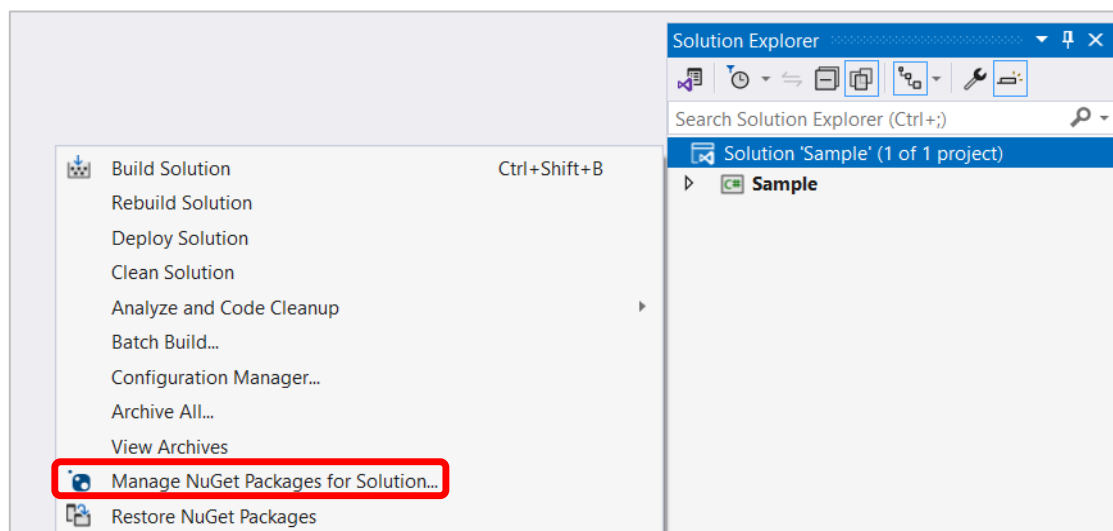 Solution Explorer
Search Solution Explorer (Ctrl+;)
Solution 'Sample' (1 of 1 project)
C# Sample
Build Solution Ctrl+Shift+B
Rebuild Solution
Deploy Solution
Clean Solution
Analyze and Code Cleanup
Batch Build...
Configuration Manager...
Archive All...
View Archives
Manage NuGet Packages for Solution...
Restore NuGet Packages